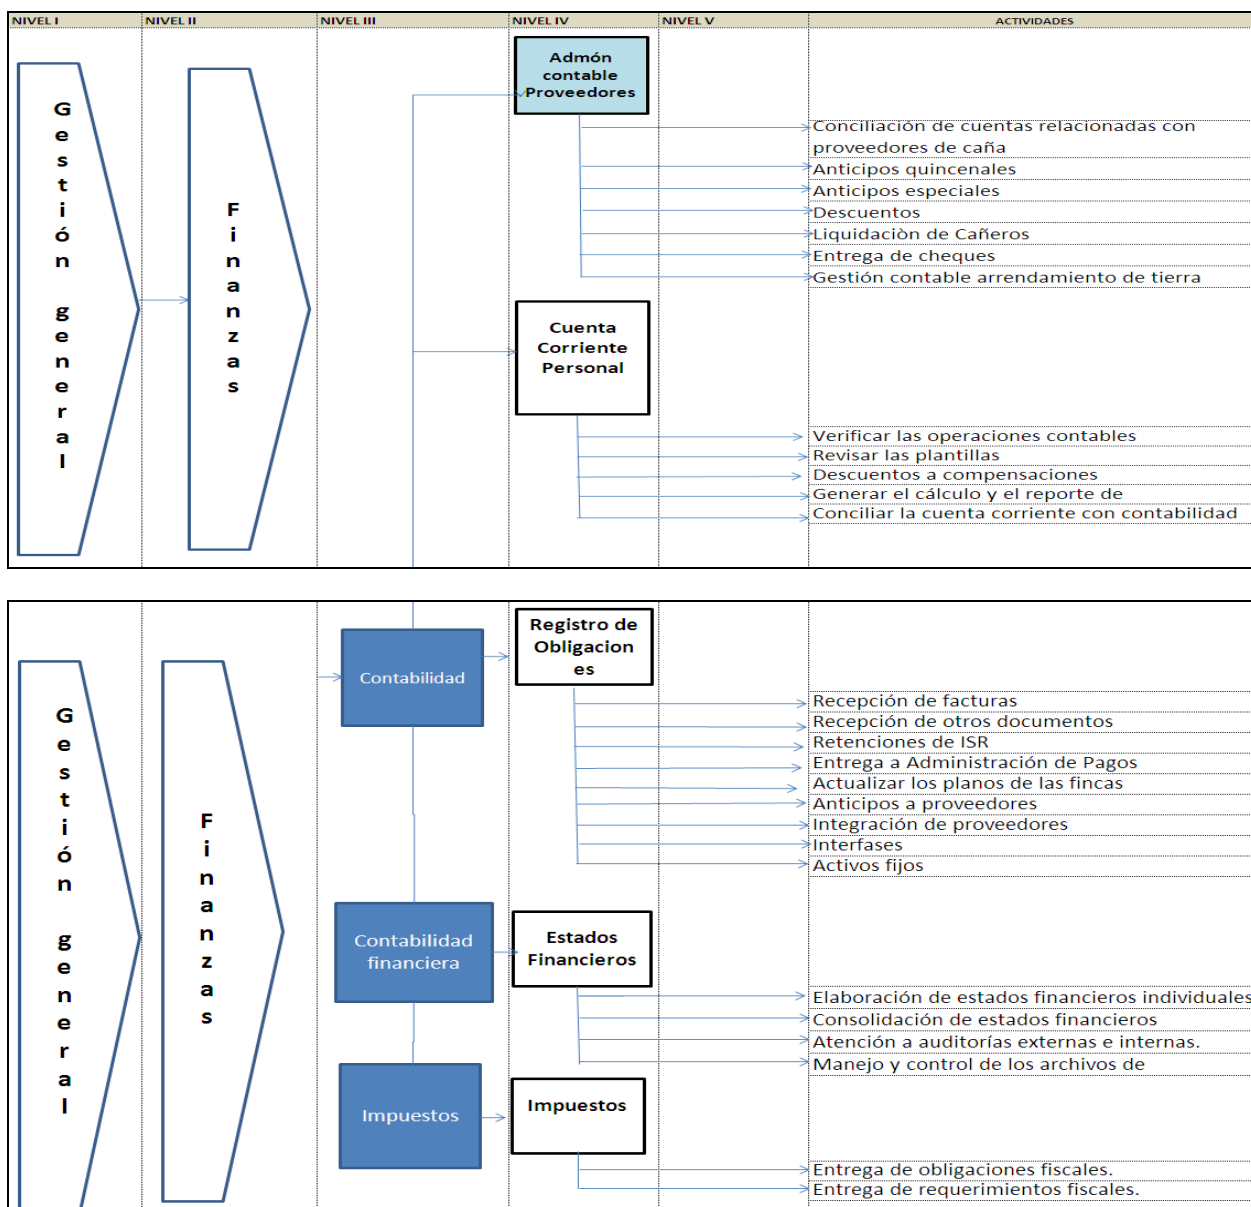 NIVEL I NIVEL II NIVEL III NIVEL IV NIVEL V ACTIVIDADES
Gestión general
Finanzas
Admón
contable
Proveedores
Conciliación de cuentas relacionadas con
proveedores de caña
Anticipos quincenales
Anticipos especiales
Descuentos
Liquidaciòn de Cañeros
Entrega de cheques
Gestión contable arrendamiento de tierra
Cuenta
Corriente
Personal
Verificar las operaciones contables
Revisar las plantillas
Descuentos a compensaciones
Generar el cálculo y el reporte de
Conciliar la cuenta corriente con contabilidad
Gestión general
Finanzas
Contabilidad
Registro de
Obligacion
es
Recepción de facturas
Recepción de otros documentos
Retenciones de ISR
Entrega a Administración de Pagos
Actualizar los planos de las fincas
Anticipos a proveedores
Integración de proveedores
Interfases
Activos fijos
Contabilidad
financiera
Estados
Financieros
Elaboración de estados financieros individuales
Consolidación de estados financieros
Atención a auditorías externas e internas.
Manejo y control de los archivos de
Impuestos
Impuestos
Entrega de obligaciones fiscales.
Entrega de requerimientos fiscales.